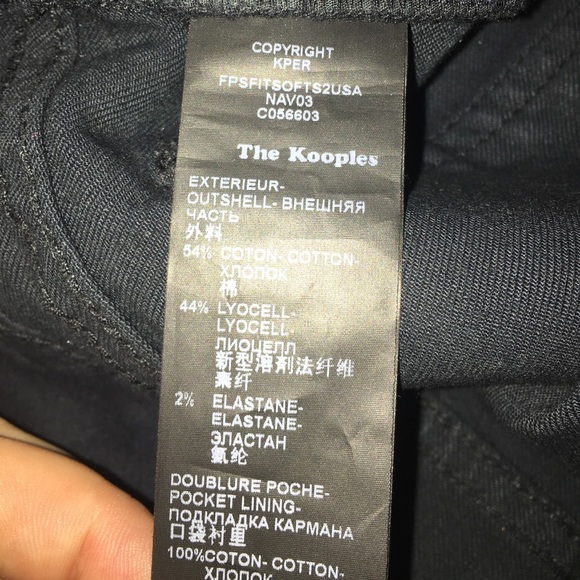 COPYRIGHT
KPER
FPSFITSOFTS2USA
NAV03
C056603
The Kooples
EXTERIEUR-
OUTSHELL- ВНЕШНЯЯ
ЧАСТЬ
外料
54% COTON- COTTON-
ХЛОПОК
棉
44% LYOCELL-
LYOCELL-
ЛИОЦЕЛЛ
新型溶剂法纤维
素纤
2% ELASTANE-
ELASTANE-
ЭЛАСТАН
氨纶
DOUBLURE POCHE-
POCKET LINING-
ПОДКЛАДКА КАРМАНА
口袋衬里
100%COTON- COTTON-
ХЛОПОК